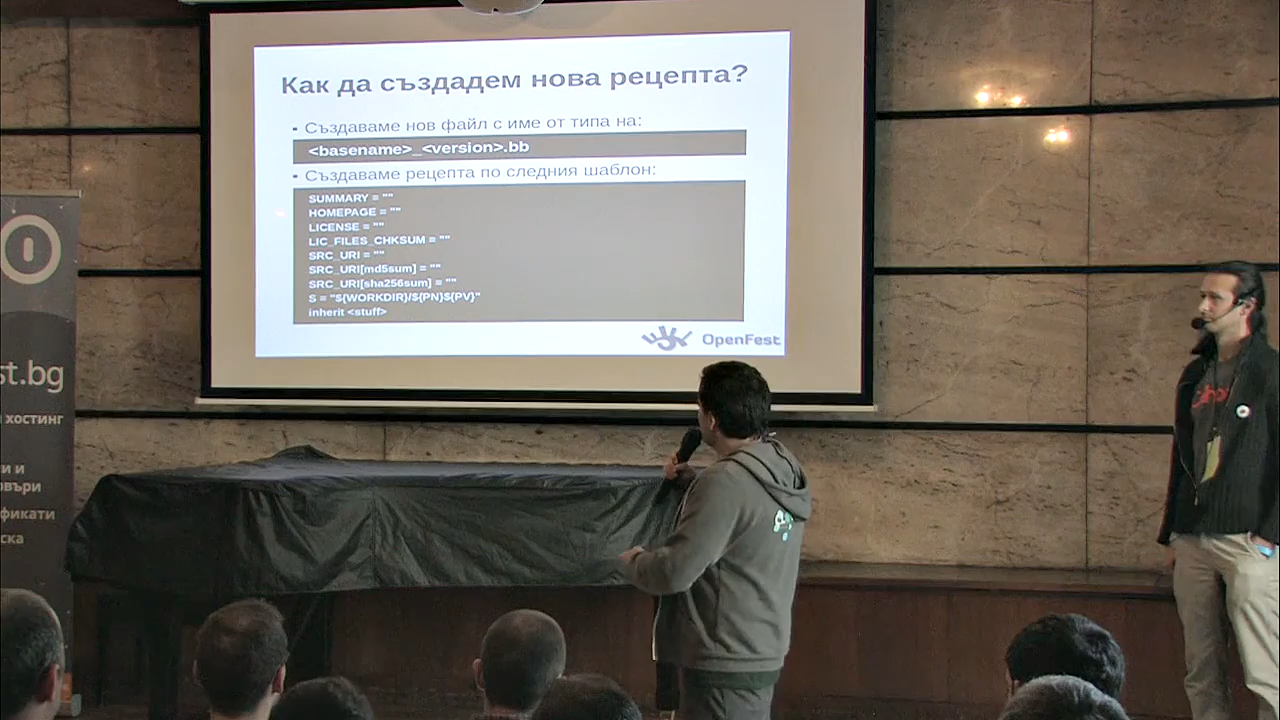 Как да създадем нова рецепта?
Създаваме нов файл с име от типа на:
<basename>_<version>.bb
Създаваме рецепта по следния шаблон:
SUMMARY = ""
HOMEPAGE = ""
LICENSE = ""
LIC_FILES_CHKSUM = ""
SRC_URI = ""
SRC_URI[md5sum] = ""
SRC_URI[sha256sum] = ""
S = "${WORKDIR}/${PN}${PV}"
inherit <stuff>
OpenFest
st.bg
хостинг
и и
фикати